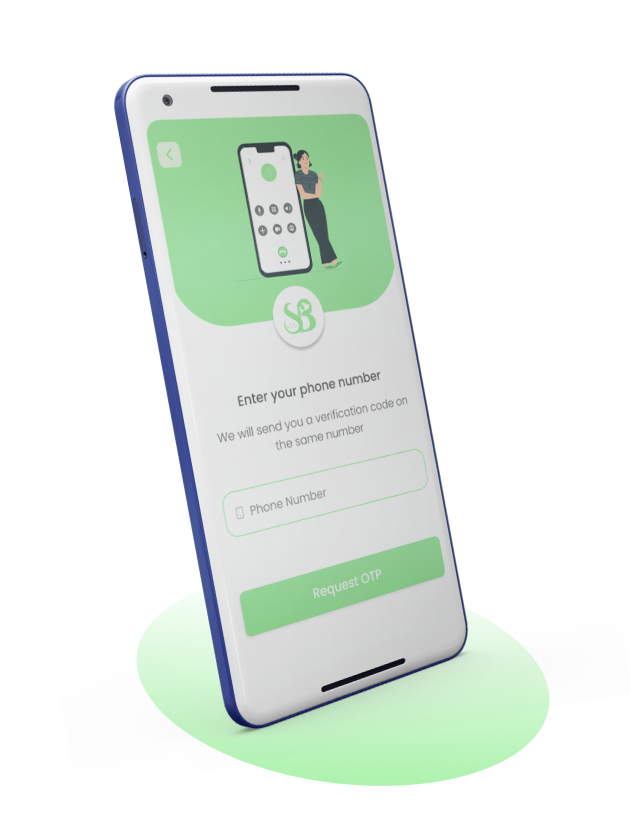 SB
Enter your phone number
We will send you a verification code on
the same number
Phone Number
Request OTP